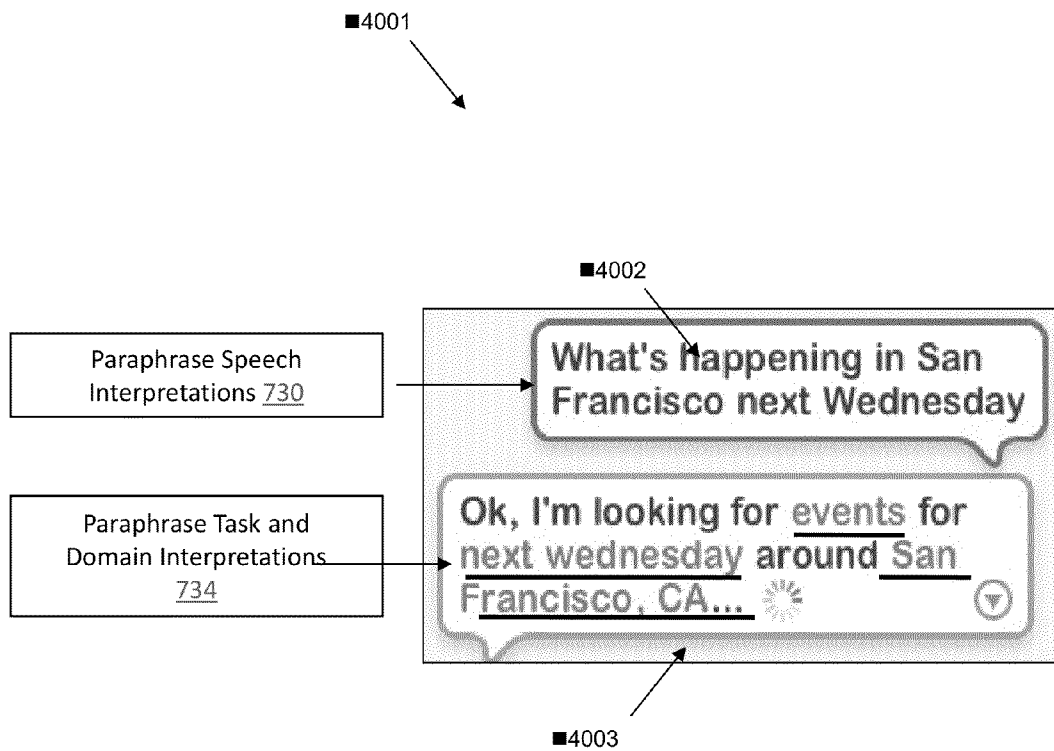 ■4001
■4002
Paraphrase Speech
Interpretations 730
What's happening in San
Francisco next Wednesday
Paraphrase Task and
Domain Interpretations
734
Ok, I'm looking for events for
next wednesday around San
Francisco, CA...
■4003